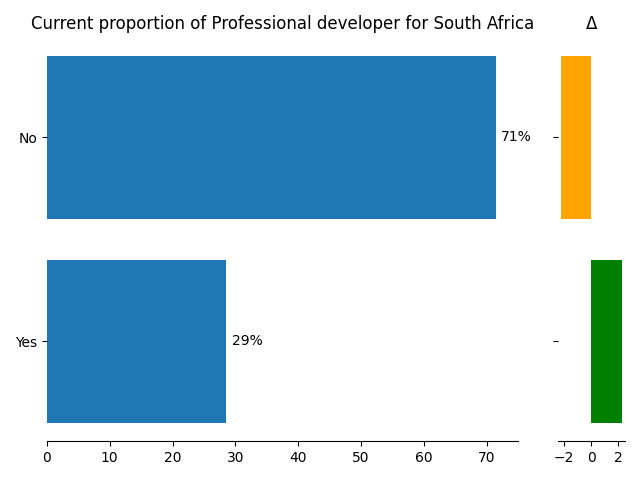 Current proportion of Professional developer for South Africa
Δ
No
71%
Yes
29%
0 10 20 30 40 50 60 70
−2 0 2